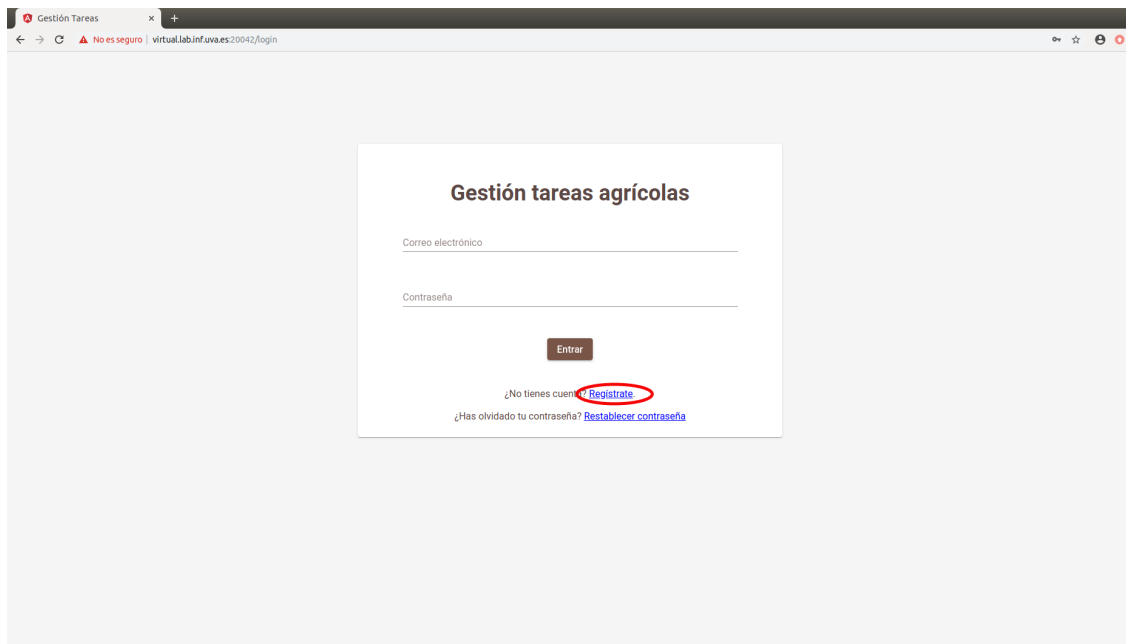 Gestión Tareas
No es seguro | virtual.lab.inf.uva.es:20042/login
Gestión tareas agrícolas
Correo electrónico
Contraseña
Entrar
¿No tienes cuenta? Regístrate.
¿Has olvidado tu contraseña? Restablecer contraseña